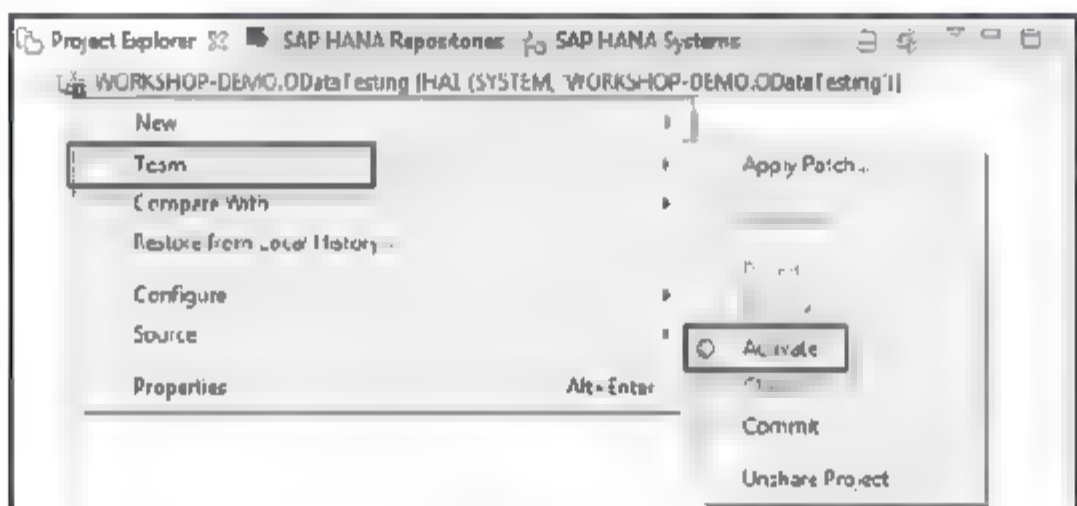 Project Explorer SAP HANA Repositories SAP HANA Systems
WORKSHOP-DEMO.ODataTesting [HA1 (SYSTEM, 'WORKSHOP-DEMO.ODataTesting')]
New
Team
Compare With
Restore from Local History...
Configure
Source
Properties Alt+Enter
Apply Patch...
Activate
Commit
Unshare Project